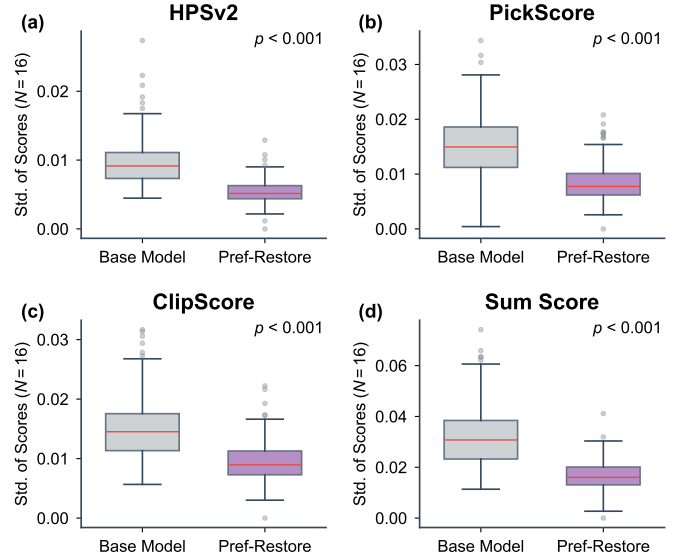 (a) HPSv2
p < 0.001
Std. of Scores (N = 16)
0.02
0.01
0.00
Base Model Pref-Restore
(b) PickScore
p < 0.001
Std. of Scores (N = 16)
0.03
0.02
0.01
0.00
Base Model Pref-Restore
(c) ClipScore
p < 0.001
Std. of Scores (N = 16)
0.03
0.02
0.01
0.00
Base Model Pref-Restore
(d) Sum Score
p < 0.001
Std. of Scores (N = 16)
0.06
0.04
0.02
0.00
Base Model Pref-Restore